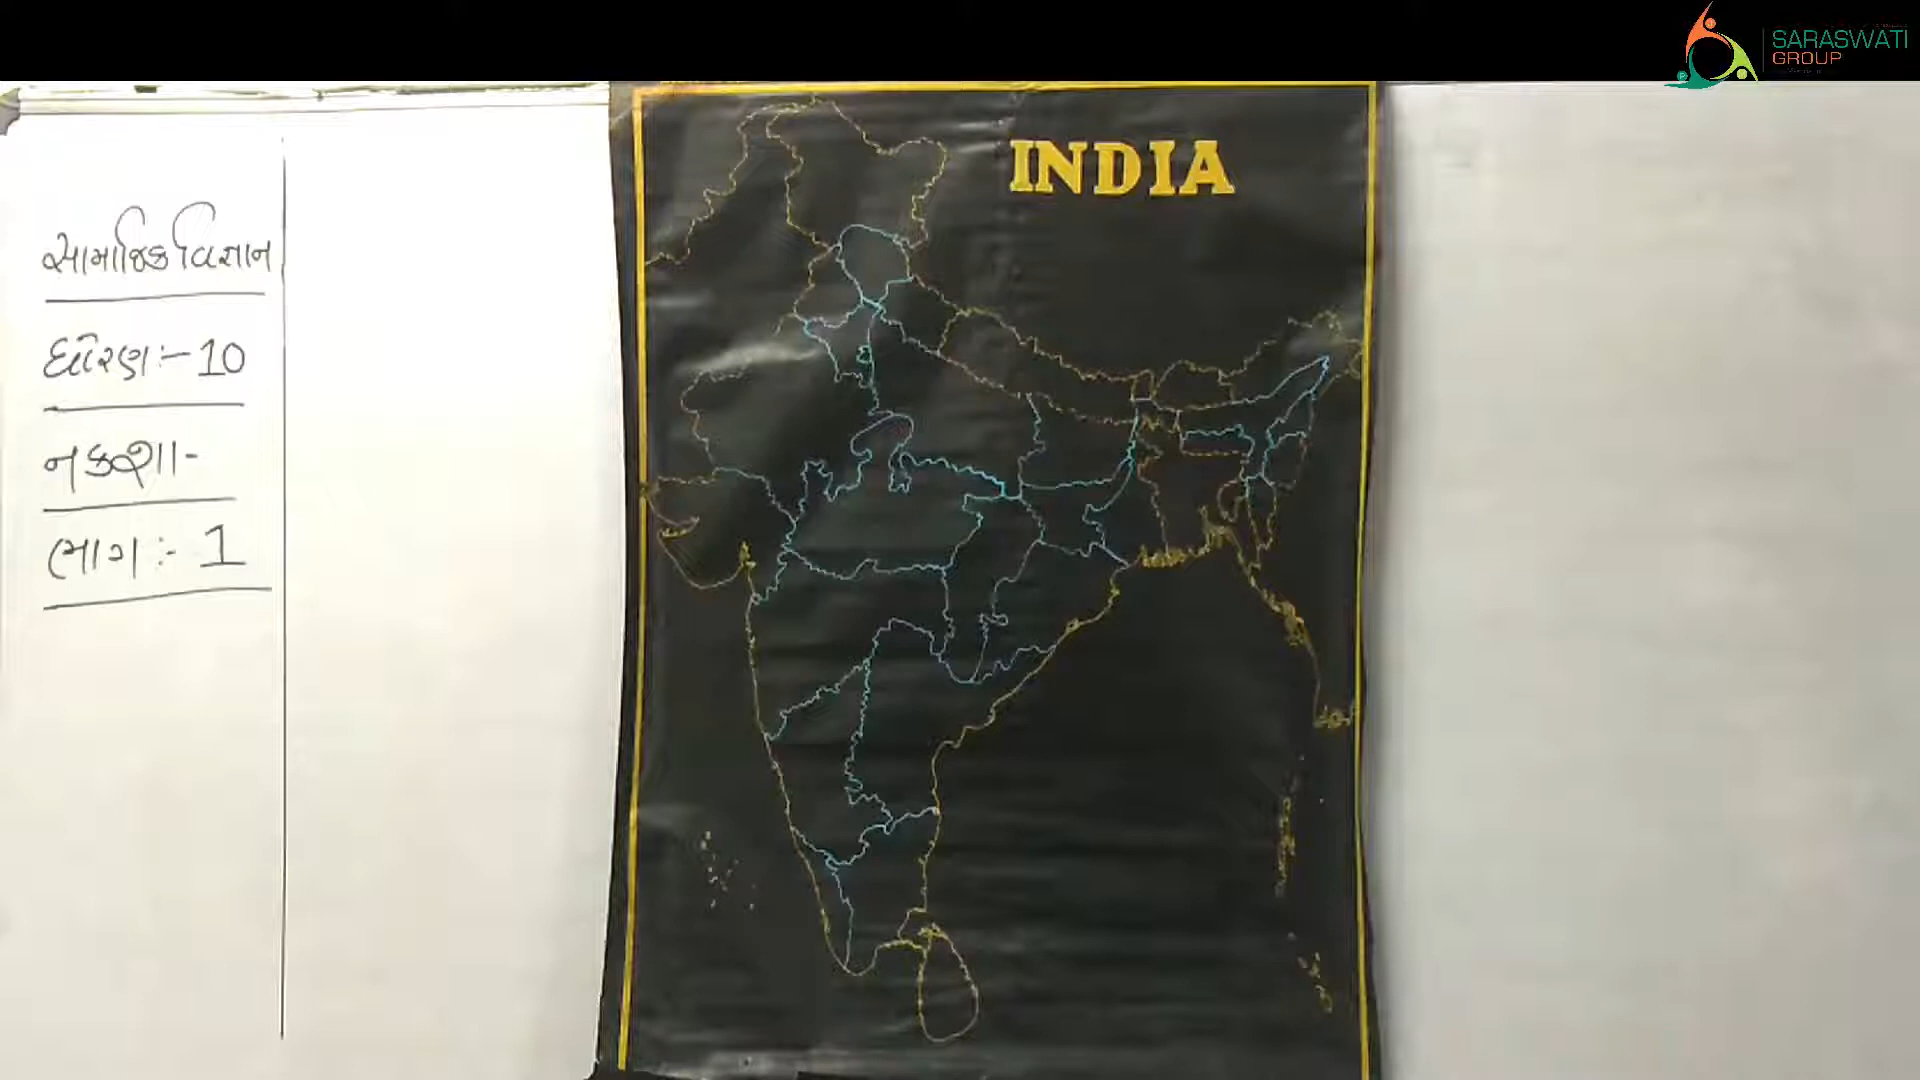 SARASWATI
GROUP
INDIA
સામાજિક વિજ્ઞાન
ધોરણ :- 10
નકશા -
ભાગ :- 1